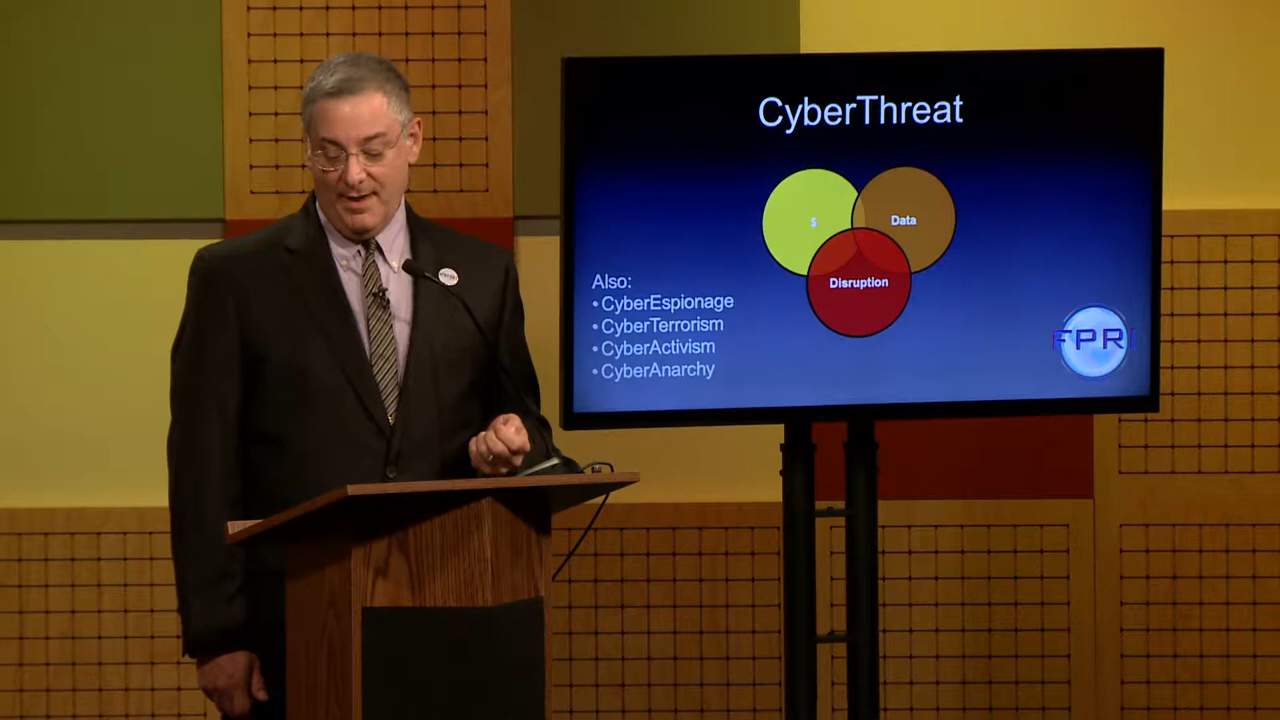 CyberThreat
$
Data
Disruption
Also:
• CyberEspionage
• CyberTerrorism
• CyberActivism
• CyberAnarchy
FPRI